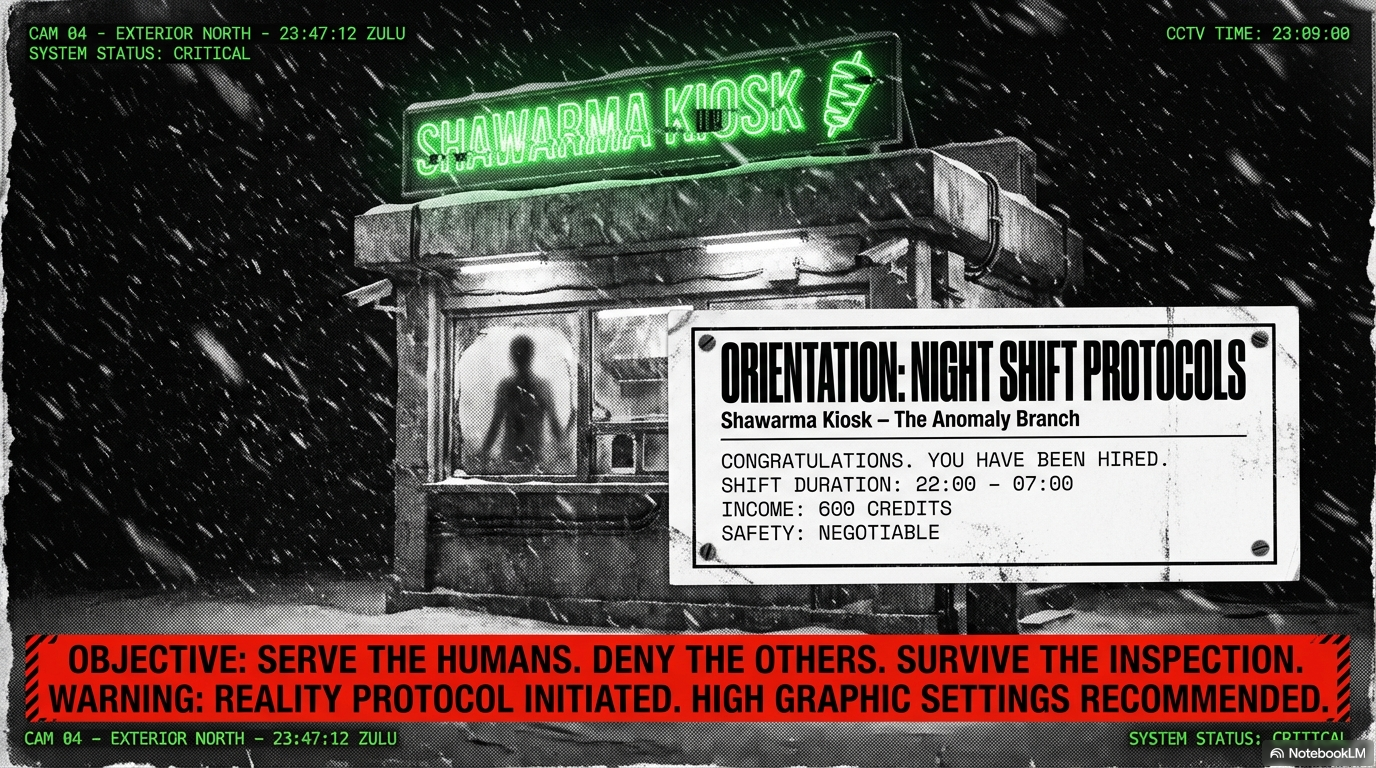 CAM 04 - EXTERIOR NORTH - 23:47:12 ZULU
SYSTEM STATUS: CRITICAL
CCTV TIME: 23:09:00
SHAWARMA KIOSK
ORIENTATION: NIGHT SHIFT PROTOCOLS
Shawarma Kiosk – The Anomaly Branch
CONGRATULATIONS. YOU HAVE BEEN HIRED.
SHIFT DURATION: 22:00 – 07:00
INCOME: 600 CREDITS
SAFETY: NEGOTIABLE
OBJECTIVE: SERVE THE HUMANS. DENY THE OTHERS. SURVIVE THE INSPECTION.
WARNING: REALITY PROTOCOL INITIATED. HIGH GRAPHIC SETTINGS RECOMMENDED.
CAM 04 – EXTERIOR NORTH – 23:47:12 ZULU
SYSTEM STATUS: CRITICAL
NotebookLM